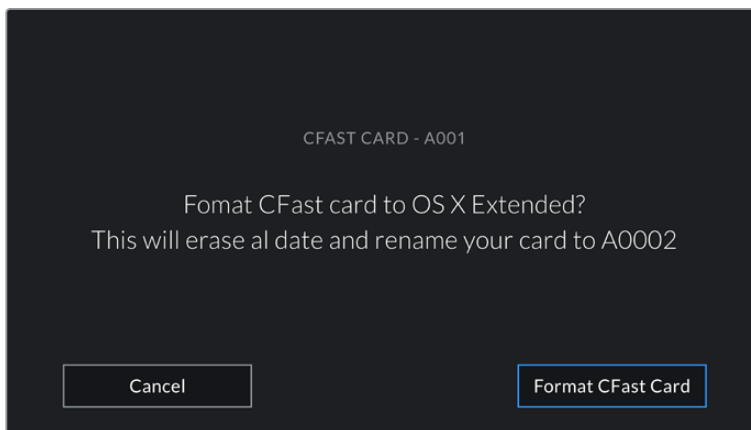 CFAST CARD - A001
Fomat CFast card to OS X Extended?
This will erase al date and rename your card to A0002
Cancel
Format CFast Card